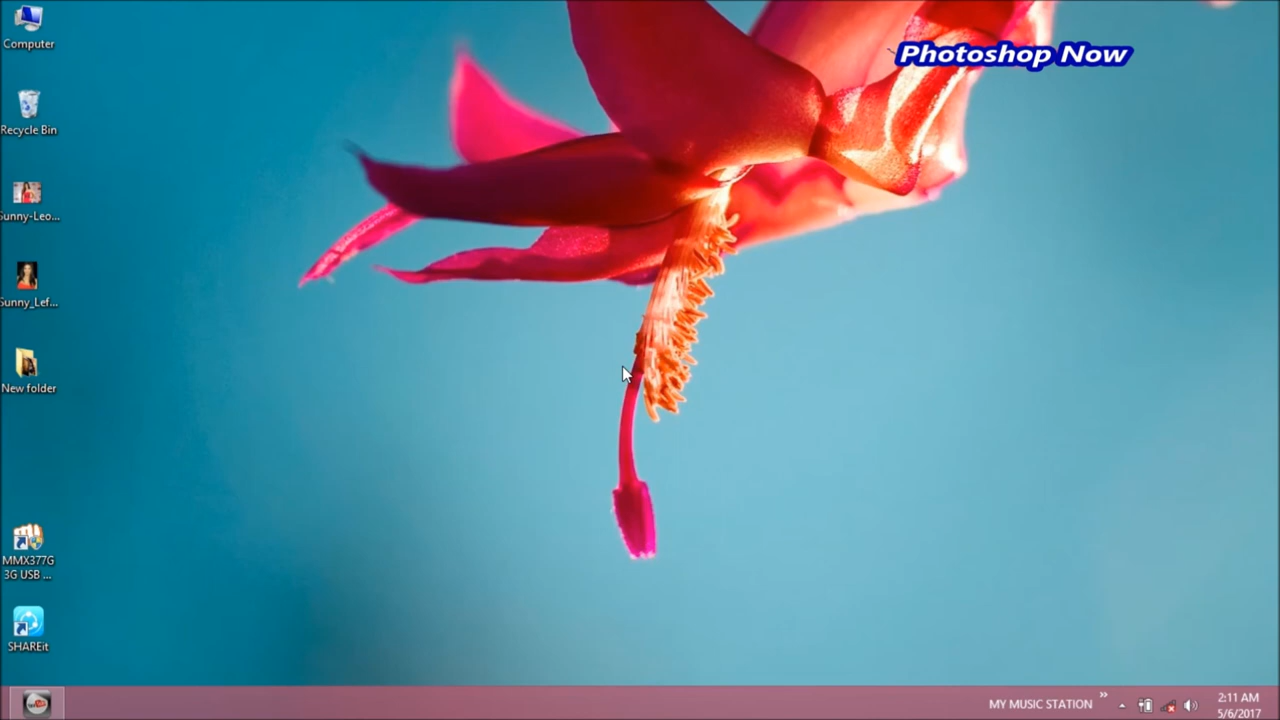 Computer
Photoshop Now
Recycle Bin
Sunny-Leo...
Sunny_Lef...
New folder
MMX377G
3G USB ...
SHAREit
MY MUSIC STATION
2:11 AM
5/6/2017